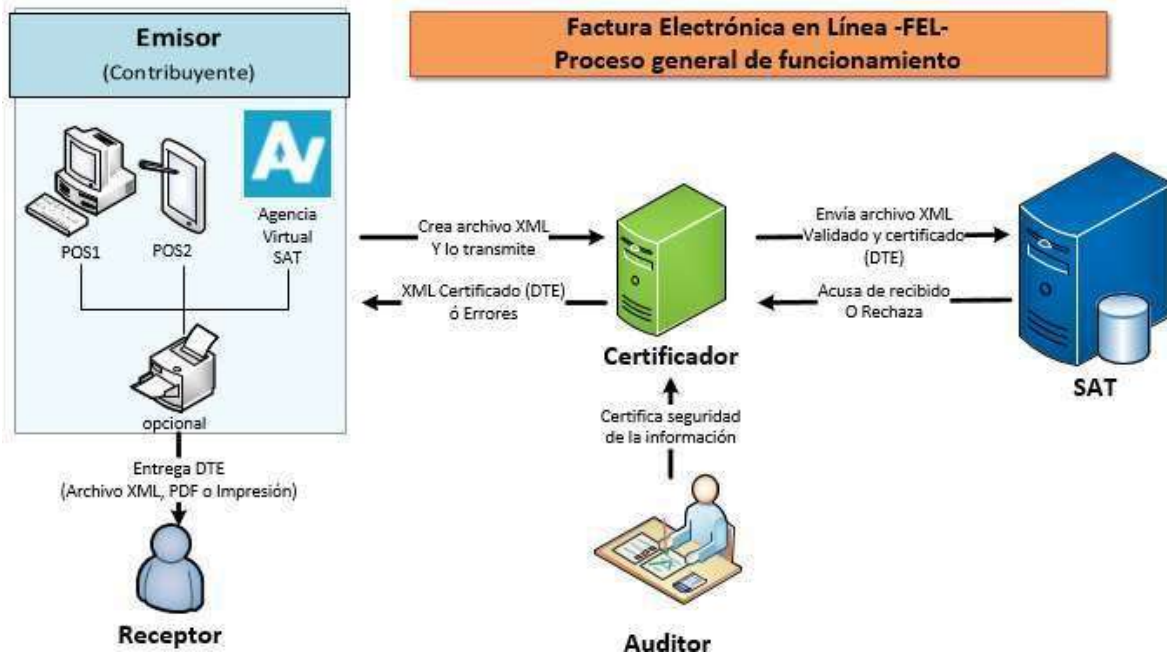 Emisor
(Contribuyente)
Factura Electrónica en Línea -FEL-
Proceso general de funcionamiento
AV
POS1
POS2
Agencia
Virtual
SAT
opcional
Crea archivo XML
Y lo transmite
XML Certificado (DTE)
ó Errores
Certificador
Envía archivo XML
Validado y certificado
(DTE)
Acusa de recibido
O Rechaza
SAT
Certifica seguridad
de la información
Entrega DTE
(Archivo XML, PDF o Impresión)
Receptor
Auditor